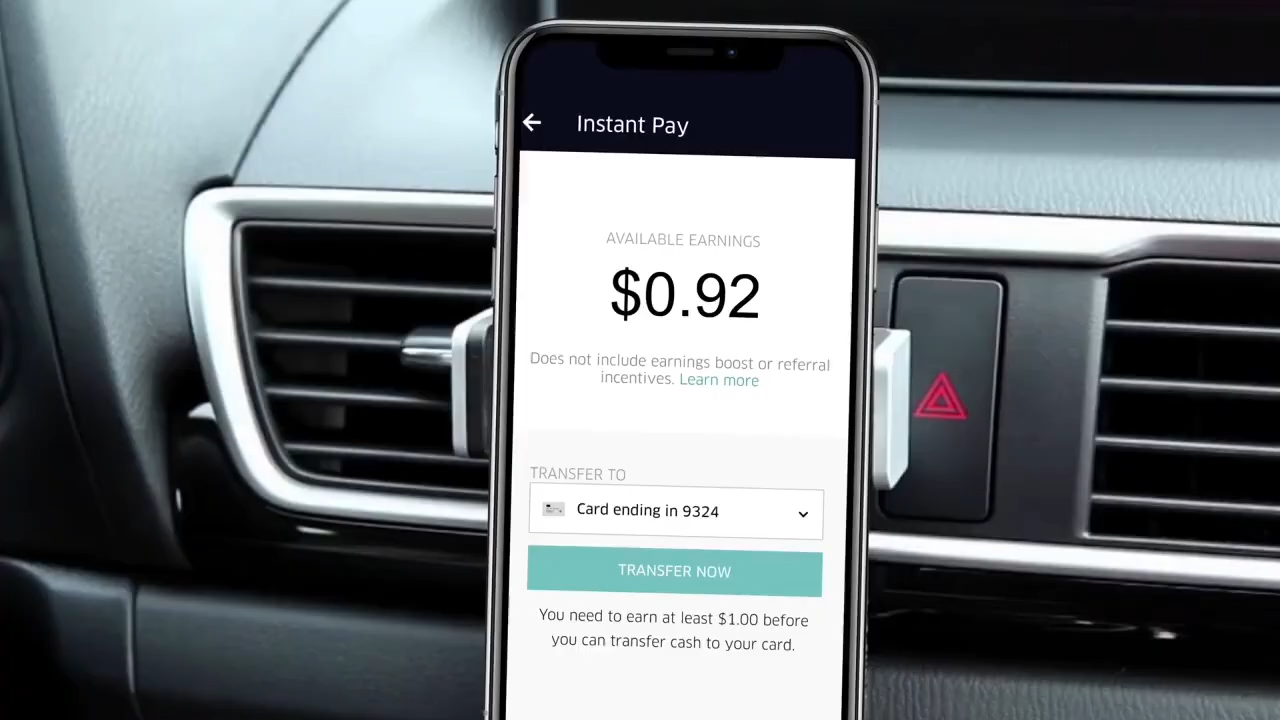 Instant Pay
AVAILABLE EARNINGS
$0.92
Does not include earnings boost or referral
incentives. Learn more
TRANSFER TO
Card ending in 9324
TRANSFER NOW
You need to earn at least $1.00 before
you can transfer cash to your card.